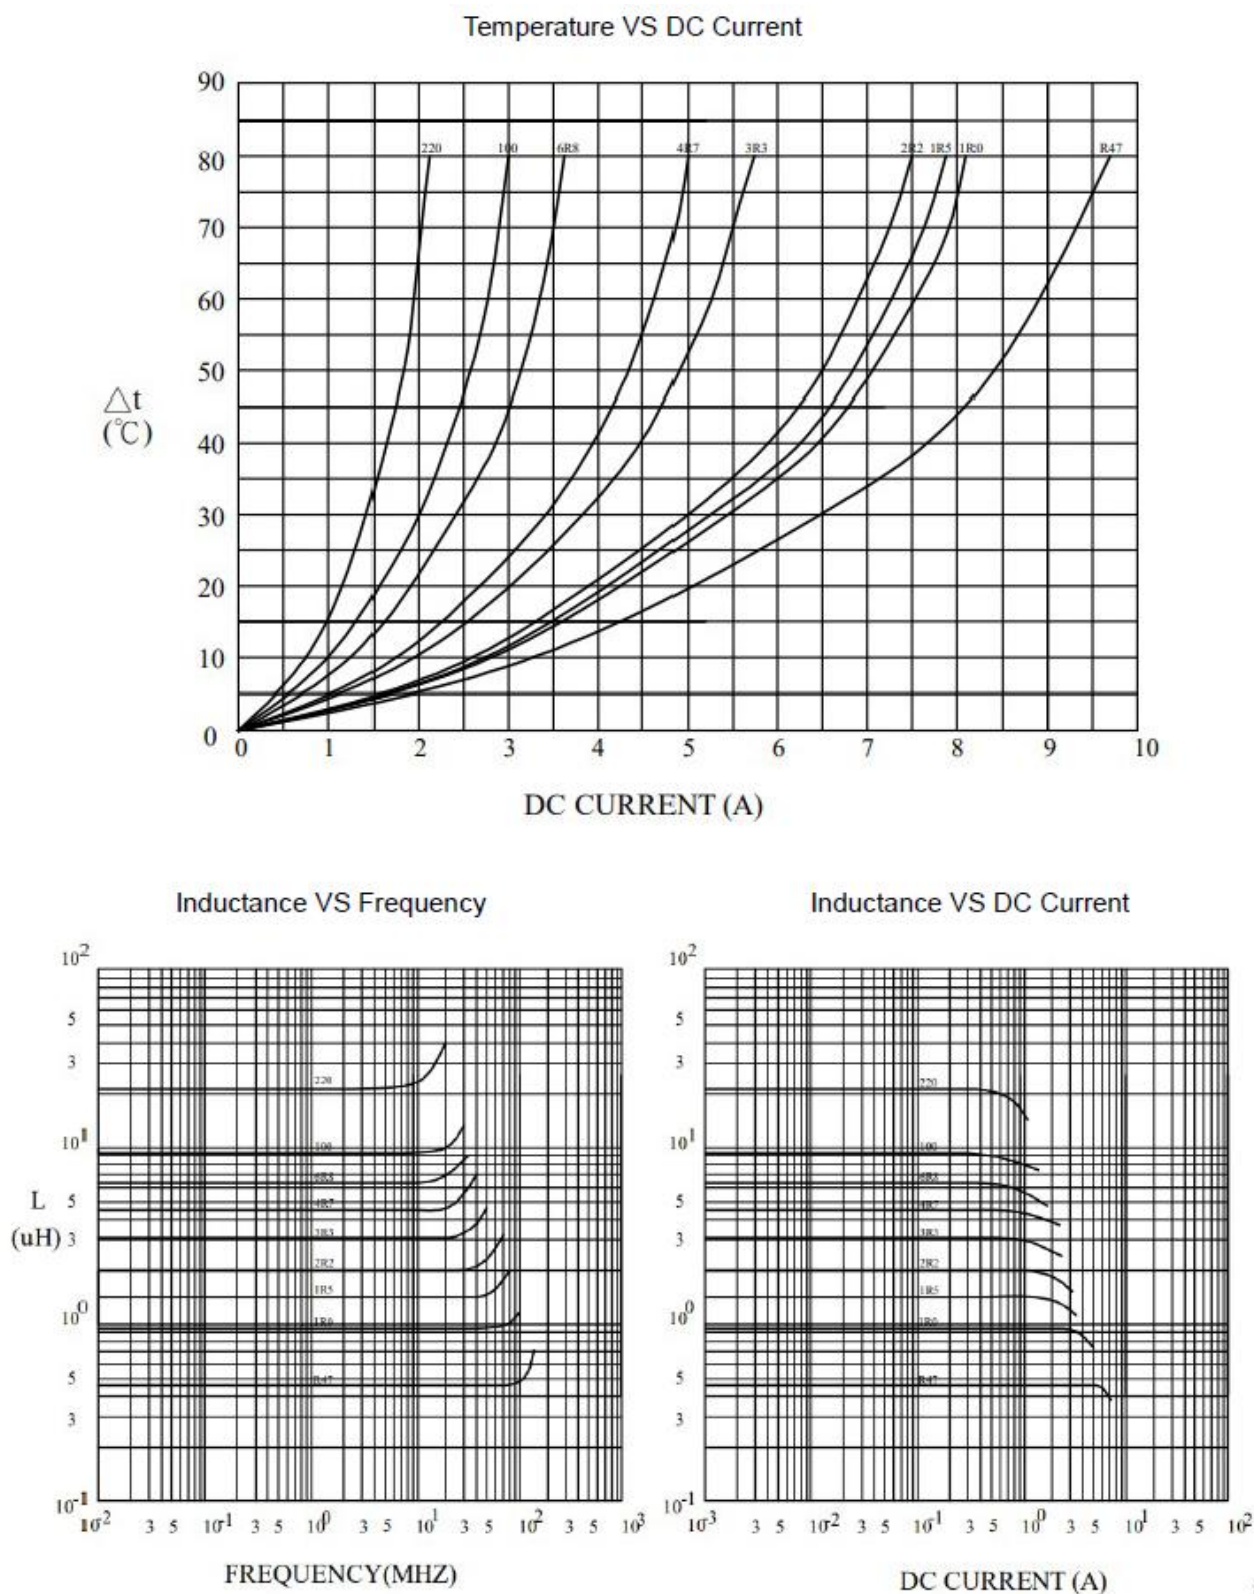 Temperature VS DC Current
90
220 100 6R8 4R7 3R3 2R2 1R5 1R0 R47
80
70
60
50
△t
(℃)
40
30
20
10
0
0 1 2 3 4 5 6 7 8 9 10
DC CURRENT (A)
Inductance VS Frequency
10²
5
3
220
10¹
100
6R8
5
4R7
L
(uH)
3
3R3
2R2
1R5
10⁰
1R0
5
R47
3
10⁻¹
10⁻² 3 5 10⁻¹ 3 5 10⁰ 3 5 10¹ 3 5 10² 3 5 10³
FREQUENCY(MHZ)
Inductance VS DC Current
10²
5
3
220
10¹
100
6R8
5
4R7
3
3R3
2R2
1R5
10⁰
1R0
5
R47
3
10⁻¹
10⁻³ 3 5 10⁻² 3 5 10⁻¹ 3 5 10⁰ 3 5 10¹ 3 5 10²
DC CURRENT (A)